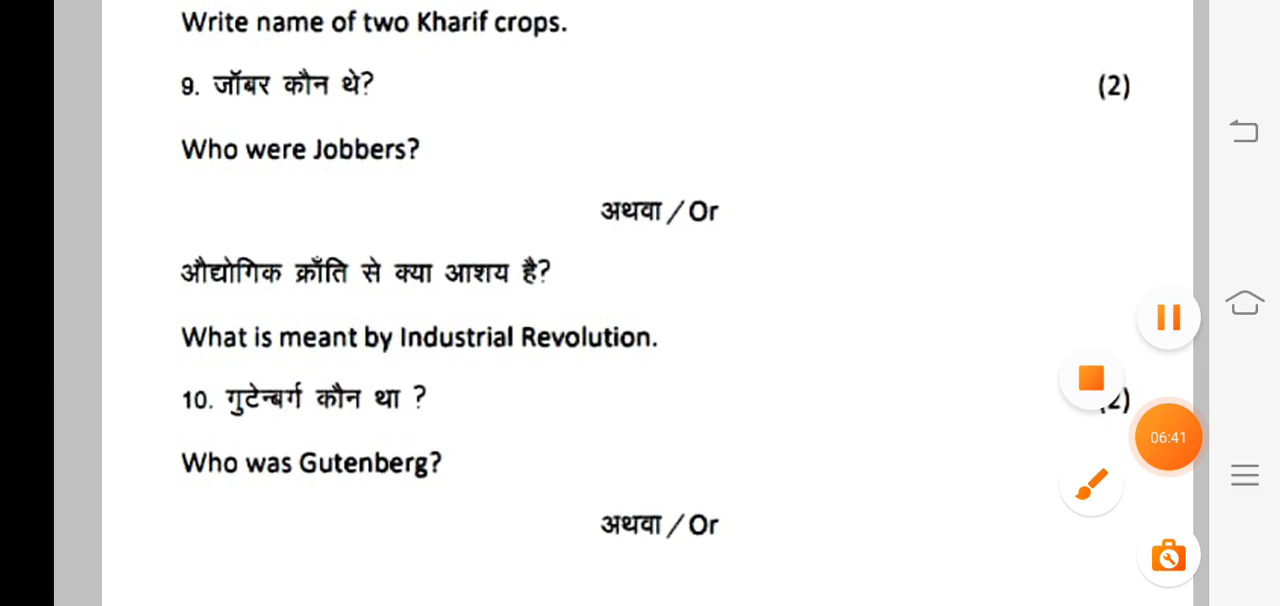 Write name of two Kharif crops.
9. जॉबर कौन थे? (2)
Who were Jobbers?
अथवा / Or
औद्योगिक क्राँति से क्या आशय है?
What is meant by Industrial Revolution.
10. गुटेन्बर्ग कौन था ? 2)
Who was Gutenberg?
06:41
अथवा / Or